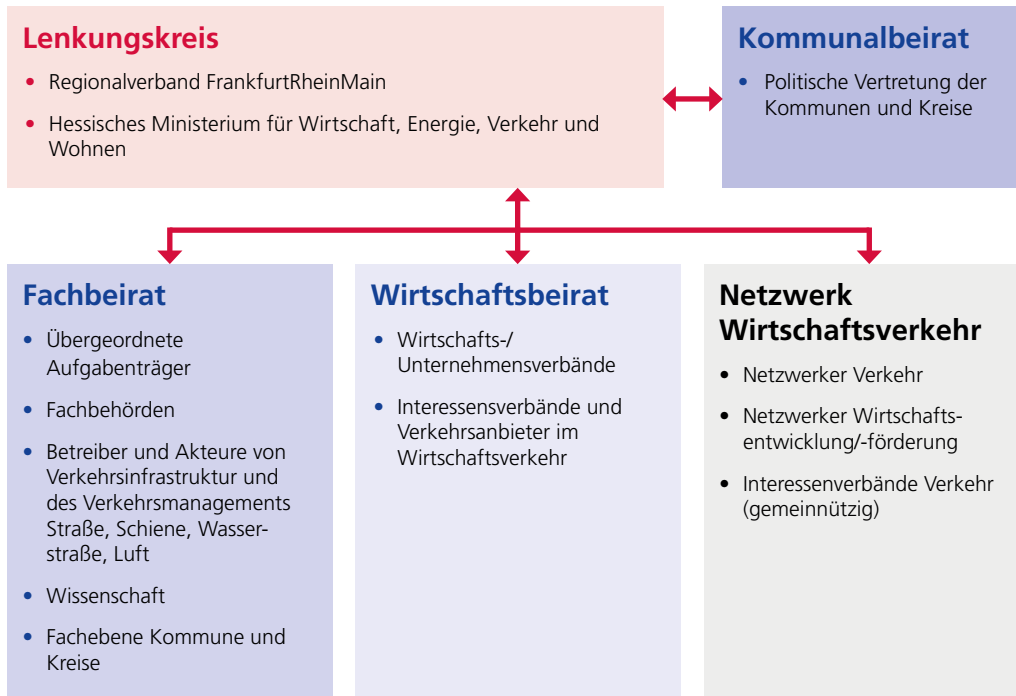 Lenkungskreis
• Regionalverband FrankfurtRheinMain
• Hessisches Ministerium für Wirtschaft, Energie, Verkehr und
Wohnen
Kommunalbeirat
• Politische Vertretung der
Kommunen und Kreise
Fachbeirat
• Übergeordnete
Aufgabenträger
• Fachbehörden
• Betreiber und Akteure von
Verkehrsinfrastruktur und
des Verkehrsmanagements
Straße, Schiene, Wasser-
straße, Luft
• Wissenschaft
• Fachebene Kommune und
Kreise
Wirtschaftsbeirat
• Wirtschafts-/
Unternehmensverbände
• Interessensverbände und
Verkehrsanbieter im
Wirtschaftsverkehr
Netzwerk
Wirtschaftsverkehr
• Netzwerker Verkehr
• Netzwerker Wirtschafts-
entwicklung/-förderung
• Interessenverbände Verkehr
(gemeinnützig)